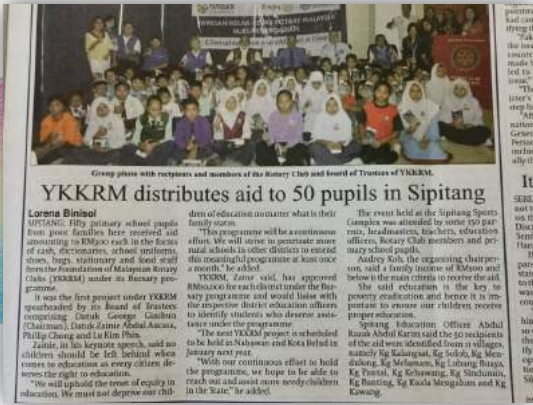 YAYASAN KELAB-KELAB ROTARY MALAYSIA
Group photo with recipients and members of the Rotary Club and board of Trustees of YKKRM.
YKKRM distributes aid to 50 pupils in Sipitang
Lorena Binisol
SIPITANG: Fifty primary school pupils
from poor families here received aid
amounting to RM200 each in the forms
of cash, dictionaries, school uniforms,
shoes, bags, stationary and food stuff
from the Foundation of Malaysian Rotary
Clubs (YKKRM) under its Bursary pro-
gramme.
It was the first project under YKKRM
spearheaded by its Board of Trustees
comprising Datuk George Ginibun
(Chairman), Datuk Zainie Abdul Aucasa,
Phillip Chong and Lu Kim Phin.
Zainie, in his keynote speech, said no
children should be left behind when
comes to education as every citizen de-
serves the right to education.
"We will uphold the tenet of equity in
education. We must not deprive our chil-
dren of education no matter what is their
family status.
"This programme will be a continuous
effort. We will strive to penetrate more
rural schools in other districts to extend
this meaningful programme at least once
a month," he added.
YKKRM, Zainie said, has approved
under the Bur-
sary programme and would liaise with
the respective district education officers
to identify students who deserve assis-
tance under the programme
"The next YKKRM project is scheduled
to be held in Nabawan and Kota Belud in
January next year.
"With our continuous effort to hold
the programme, we hope to be able to
reach out and assist more needy children
in the State," he added.
The event held at the Sipitang Sports
Complex was attended by some 150 par-
ents, headmasters, teachers, education
officers, Rotary Club members and pri-
mary school pupils.
Audrey Koh, the organising chairper-
son, said a family income of RM500 and
below is the main criteria to receive the aid.
She said education is the key to
poverty eradication and hence it is im-
portant to ensure our children receive
proper education.
Sipitang Education Officer Abdul
Razak Abdul Karim said the 50 recipients
of the aid were identified from 11 villages,
namely Kg Kalangsat, Kg Solob, Kg Men-
dulong, Kg Melamam, Kg Lubang Buaya,
Kg Pantai, Kg Kebawang, Kg Sindumin,
Kg Banting, Kg Kuala Mengalong and Kg
Kawang.